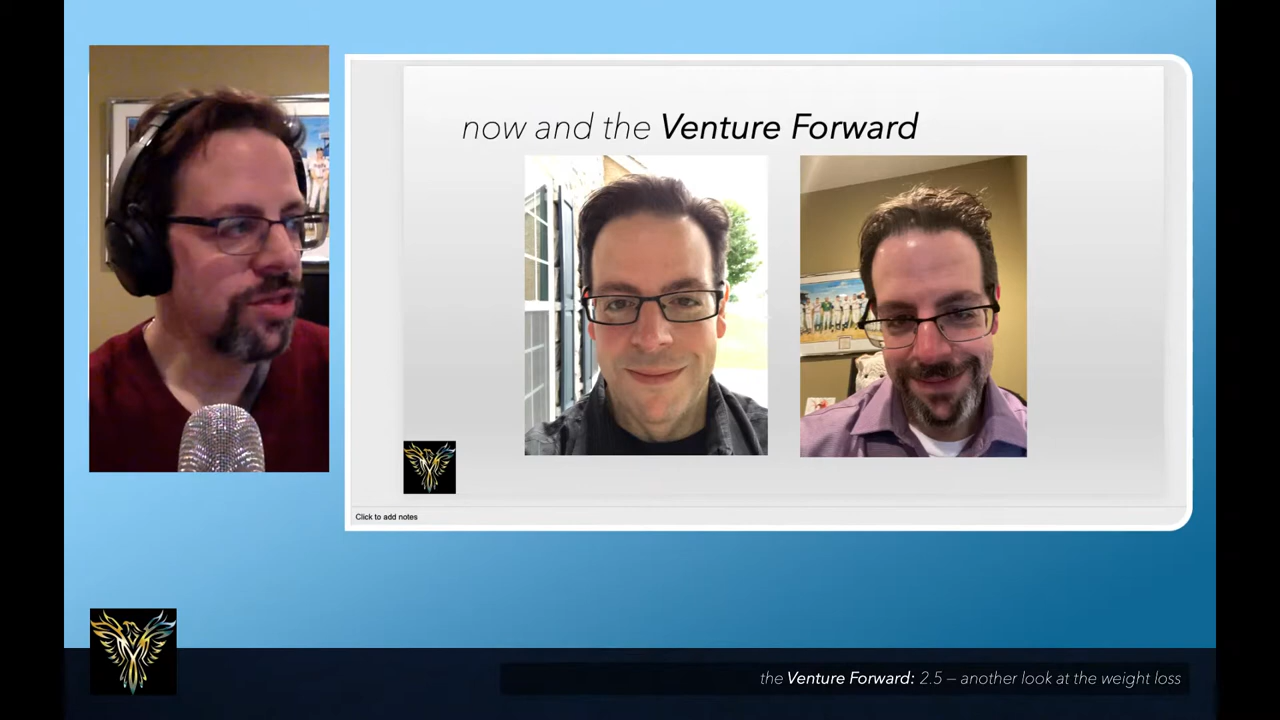 now and the Venture Forward
Click to add notes
the Venture Forward: 2.5 – another look at the weight loss